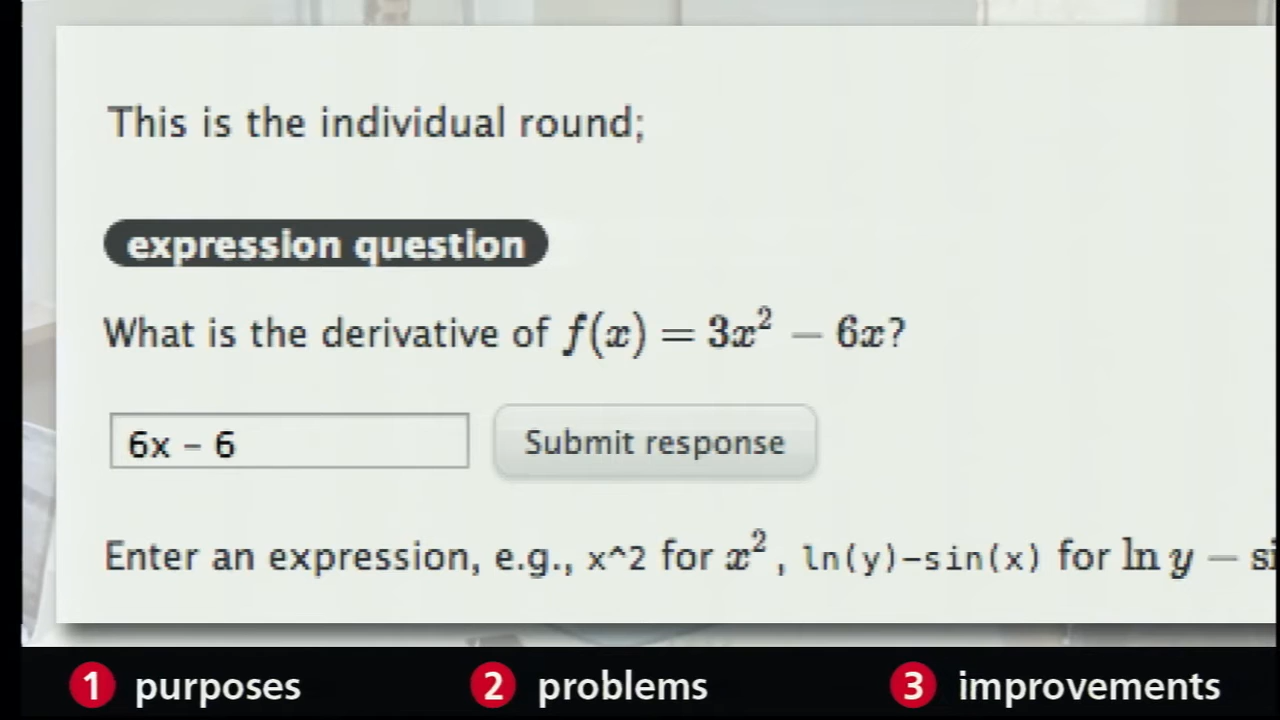 This is the individual round;
expression question
What is the derivative of f(x) = 3x² − 6x?
6x – 6 Submit response
Enter an expression, e.g., x^2 for x², ln(y)-sin(x) for ln y −
1 purposes 2 problems 3 improvements